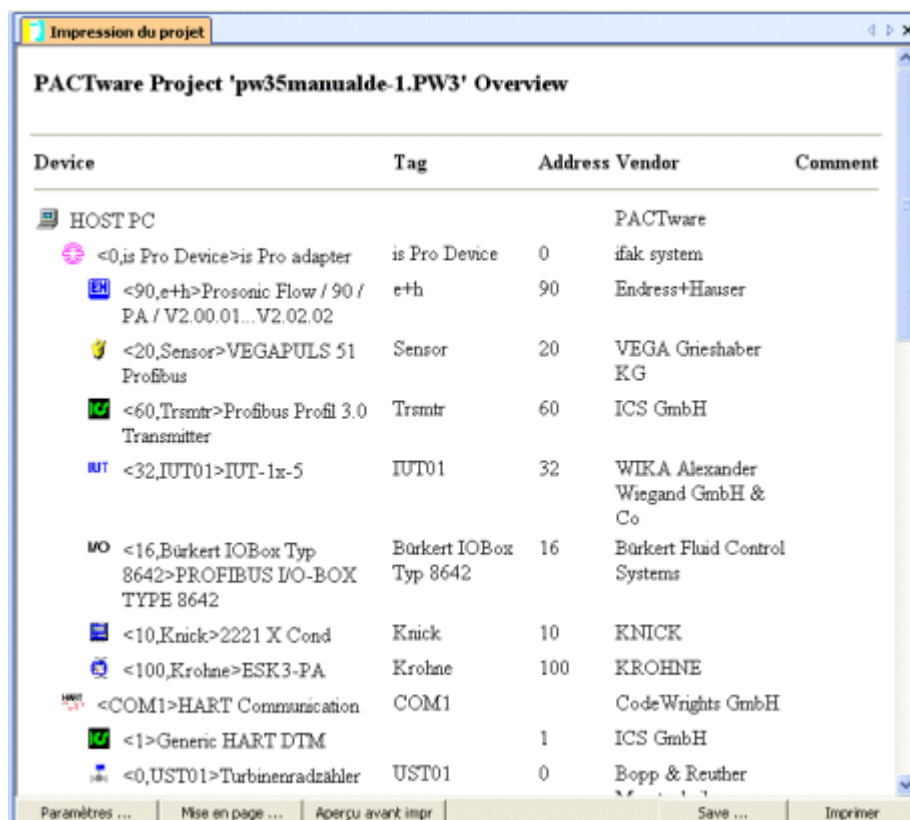 Impression du projet
PACTware Project 'pw35manualde-1.PW3' Overview
Device Tag Address Vendor Comment
HOST PC PACTware
<0,is Pro Device>is Pro adapter is Pro Device 0 ifak system
EH <90,e+h>Prosonic Flow / 90 / e+h 90 Endress+Hauser
PA / V2.00.01...V2.02.02
<20,Sensor>VEGAPULS 51 Sensor 20 VEGA Grieshaber
Profibus KG
<60,Trsmtr>Profibus Profil 3.0 Trsmtr 60 ICS GmbH
Transmitter
IUT <32,IUT01>IUT-1x-5 IUT01 32 WIKA Alexander
Wiegand GmbH &
Co
I/O <16,Bürkert IOBox Typ Bürkert IOBox 16 Bürkert Fluid Control
8642>PROFIBUS I/O-BOX Typ 8642 Systems
TYPE 8642
<10,Knick>2221 X Cond Knick 10 KNICK
<100,Krohne>ESK3-PA Krohne 100 KROHNE
HART <COM1>HART Communication COM1 CodeWrights GmbH
<1>Generic HART DTM 1 ICS GmbH
<0,UST01>Turbinenradzähler UST01 0 Bopp & Reuther
Paramètres ... Mise en page ... Aperçu avant impr Save ... Imprimer